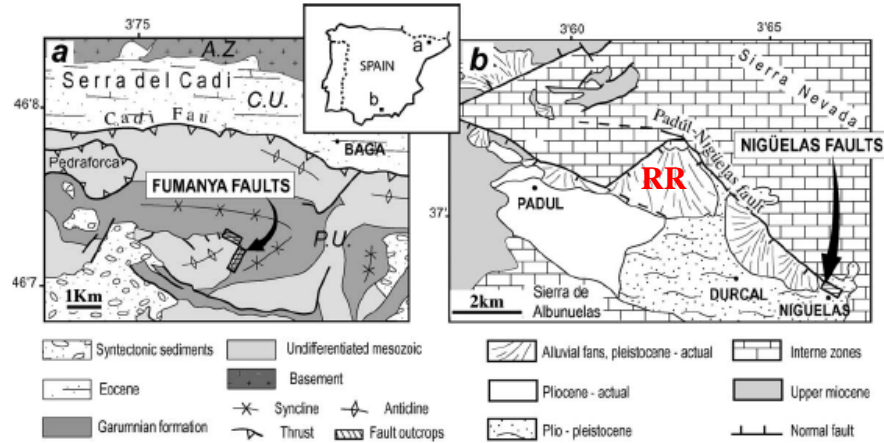 3'75
3'60
3'65
a
A.Z
Serra del Cadi
C.U.
46'8
Cadi Fau
BAGA
Pedraforca
FUMANYA FAULTS
P.U.
46'7
1Km
SPAIN
a
b
b
Sierra Nevada
Padúl-Nigüelas fault
NIGÜELAS FAULTS
RR
PADUL
37'
DURCAL
2km
Sierra de
Albunuelas
NIGUELAS
Syntectonic sediments
Undifferentiated mesozoic
Eocene
Basement
Garumnian formation
Syncline
Anticline
Thrust
Fault outcrops
Alluvial fans, pleistocene - actual
Interne zones
Pliocene - actual
Upper miocene
Plio - pleistocene
Normal fault